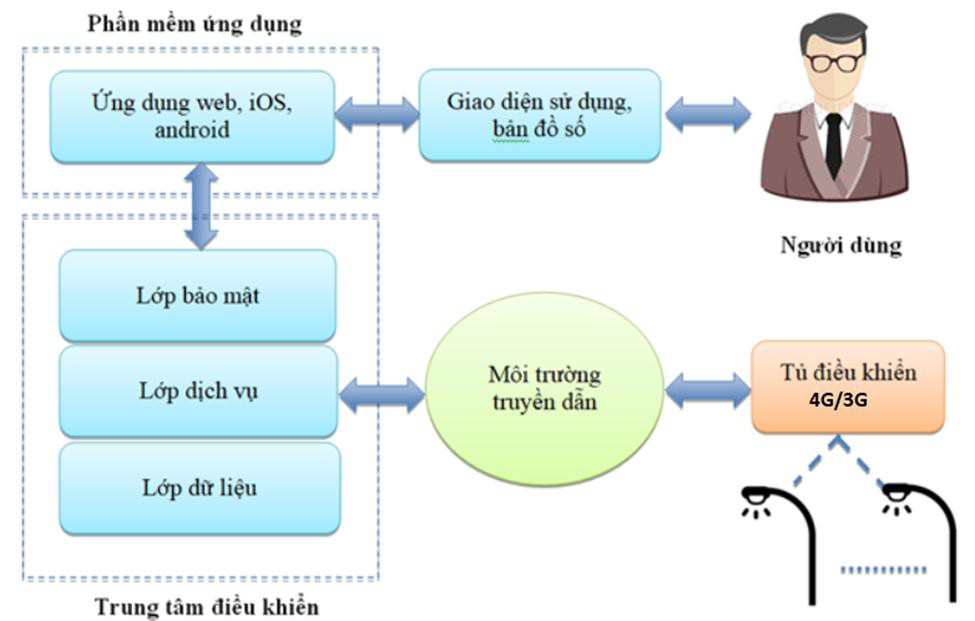 Phần mềm ứng dụng
Ứng dụng web, iOS,
android
Giao diện sử dụng,
bản đồ số
Người dùng
Lớp bảo mật
Lớp dịch vụ
Lớp dữ liệu
Môi trường
truyền dẫn
Tủ điều khiển
4G/3G
Trung tâm điều khiển